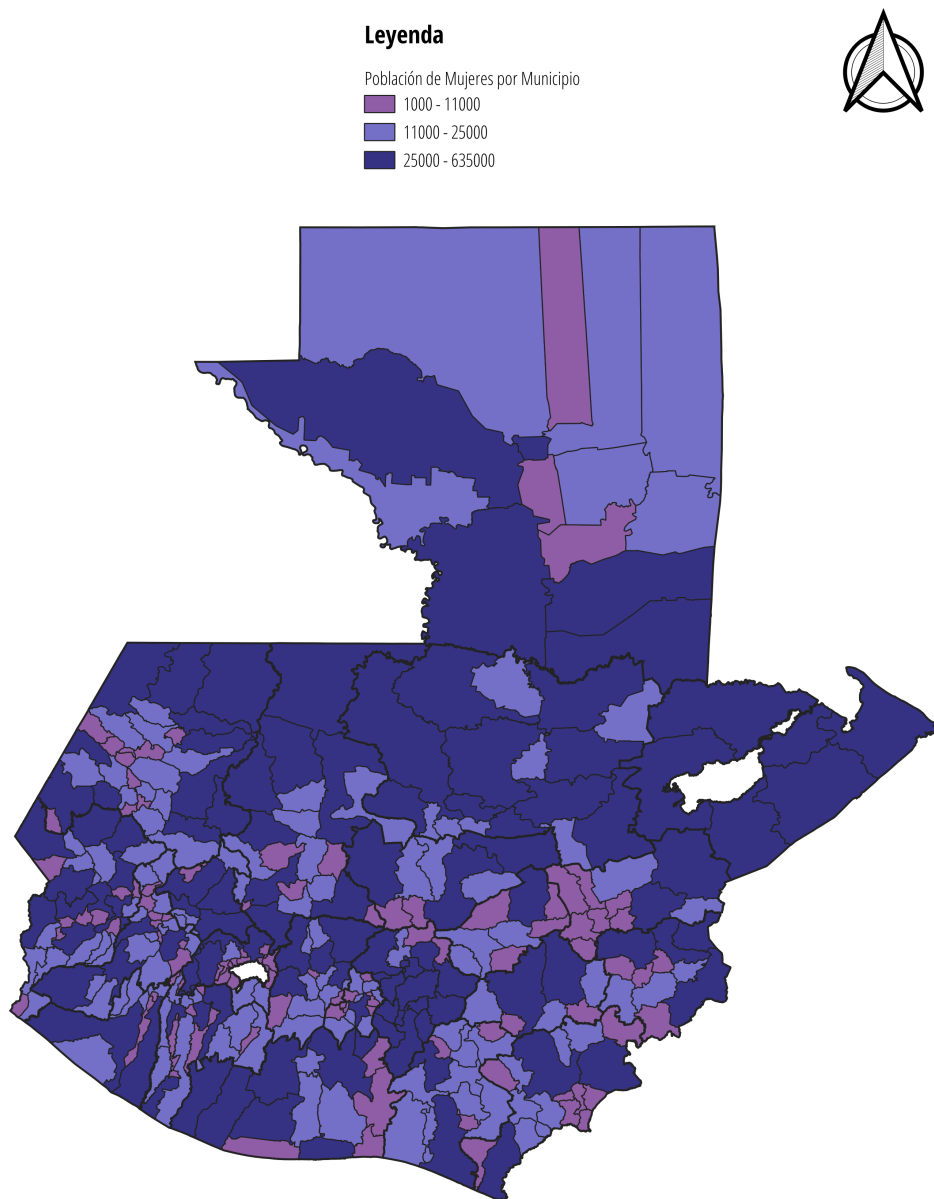 Leyenda
Población de Mujeres por Municipio
1000 - 11000
11000 - 25000
25000 - 635000